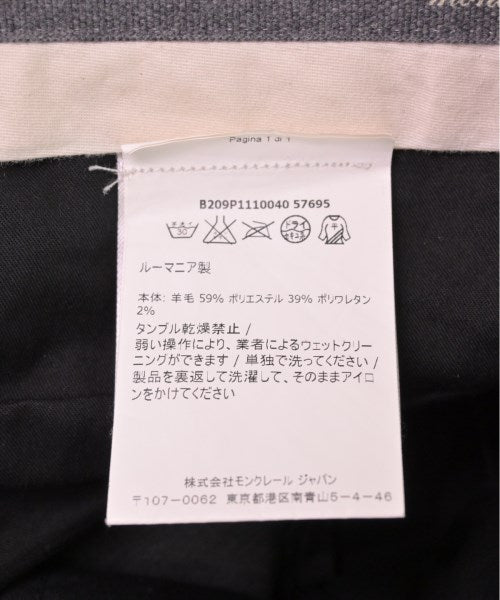 Pagina 1 di 1
B209P1110040 57695
30
ドライ
平
ルーマニア製
本体: 羊毛 59% ポリエステル 39% ポリウレタン
2%
タンブル乾燥禁止 /
弱い操作により、業者によるウェットクリー
ニングができます / 単独で洗ってください /
製品を裏返して洗濯して、そのままアイロ
ンをかけてください
株式会社モンクレール ジャパン
〒107-0062 東京都港区南青山5-4-46